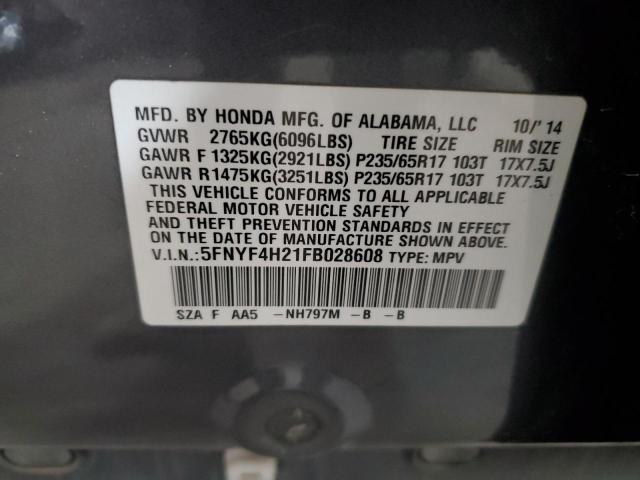 MFD. BY HONDA MFG. OF ALABAMA, LLC 10/'14
GVWR 2765KG(6096LBS) TIRE SIZE RIM SIZE
GAWR F 1325KG(2921LBS) P235/65R17 103T 17X7.5J
GAWR R1475KG(3251LBS) P235/65R17 103T 17X7.5J
THIS VEHICLE CONFORMS TO ALL APPLICABLE
FEDERAL MOTOR VEHICLE SAFETY
AND THEFT PREVENTION STANDARDS IN EFFECT
ON THE DATE OF MANUFACTURE SHOWN ABOVE.
V.I.N.:5FNYF4H21FB028608 TYPE: MPV
SZA F AA5 -NH797M -B -B